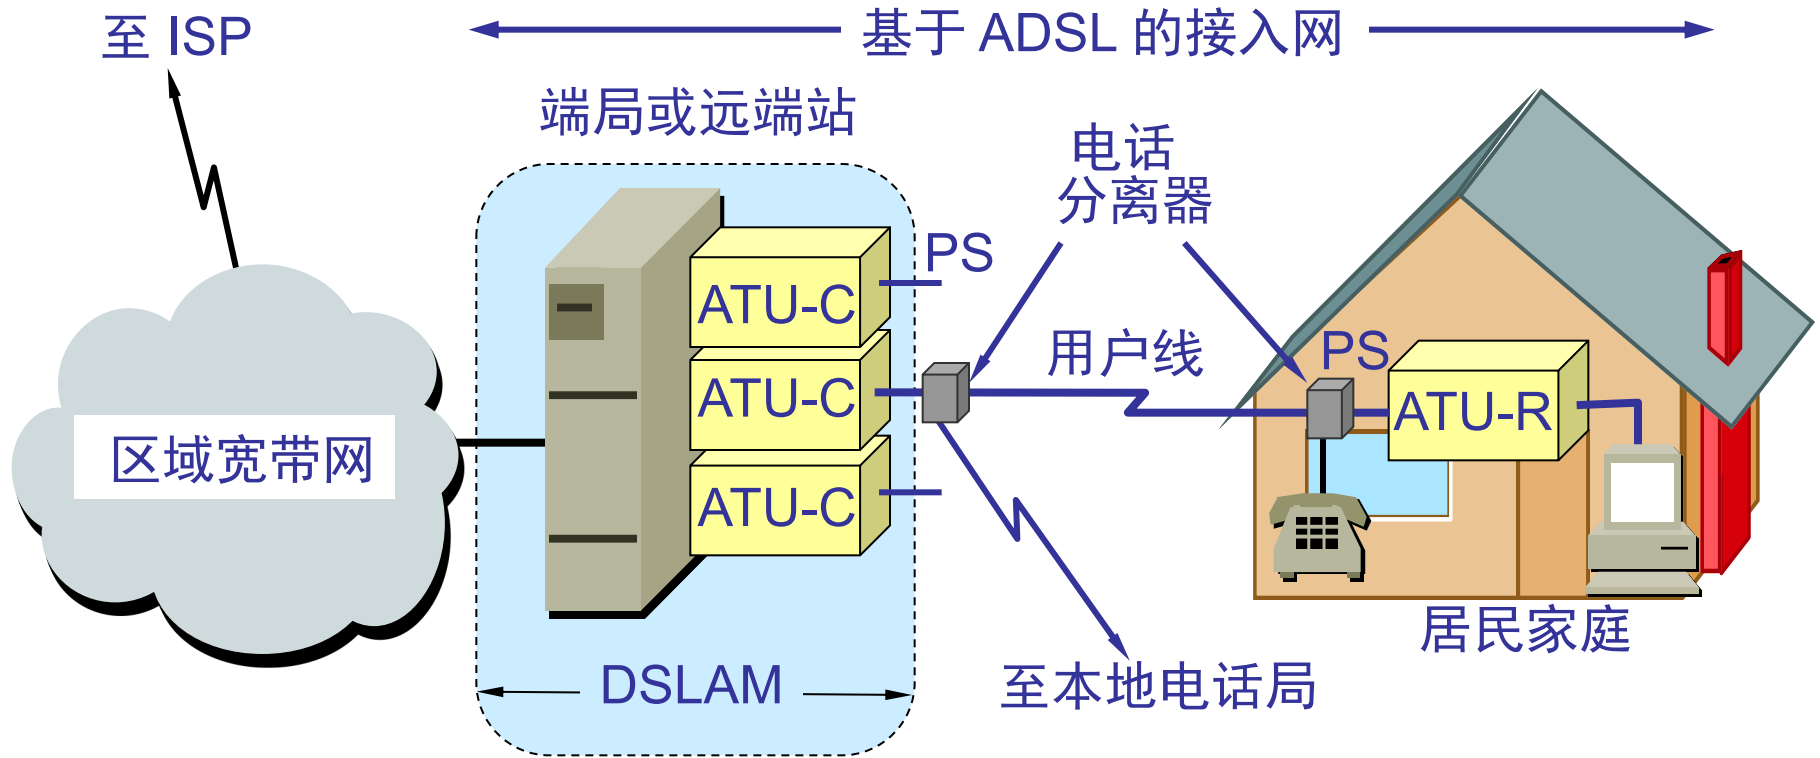 至 ISP
基于 ADSL 的接入网
端局或远端站
电话
分离器
PS
ATU-C
用户线
PS
ATU-C
ATU-R
区域宽带网
ATU-C
居民家庭
DSLAM
至本地电话局